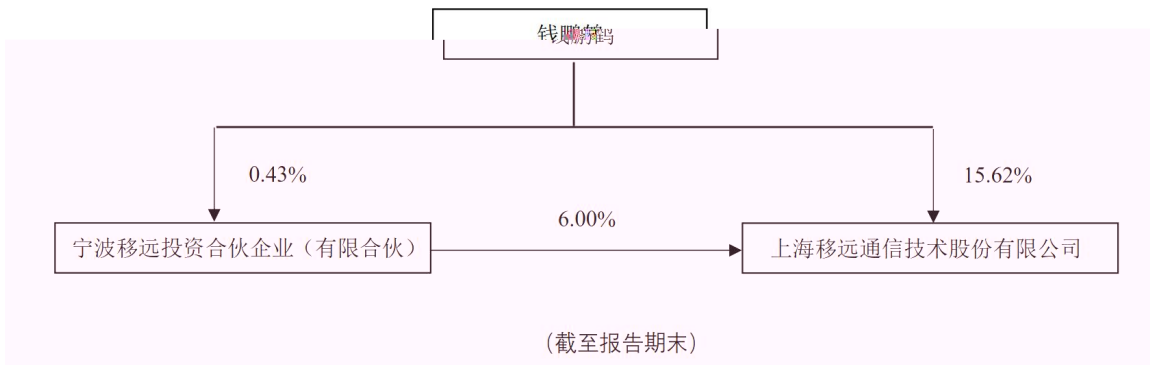 钱鹏鹤
0.43%
15.62%
6.00%
宁波移远投资合伙企业（有限合伙）
上海移远通信技术股份有限公司
（截至报告期末）